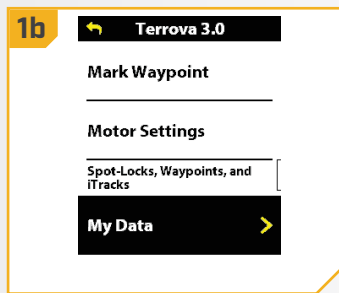 1b
Terrova 3.0
Mark Waypoint
Motor Settings
Spot-Locks, Waypoints, and
iTracks
My Data